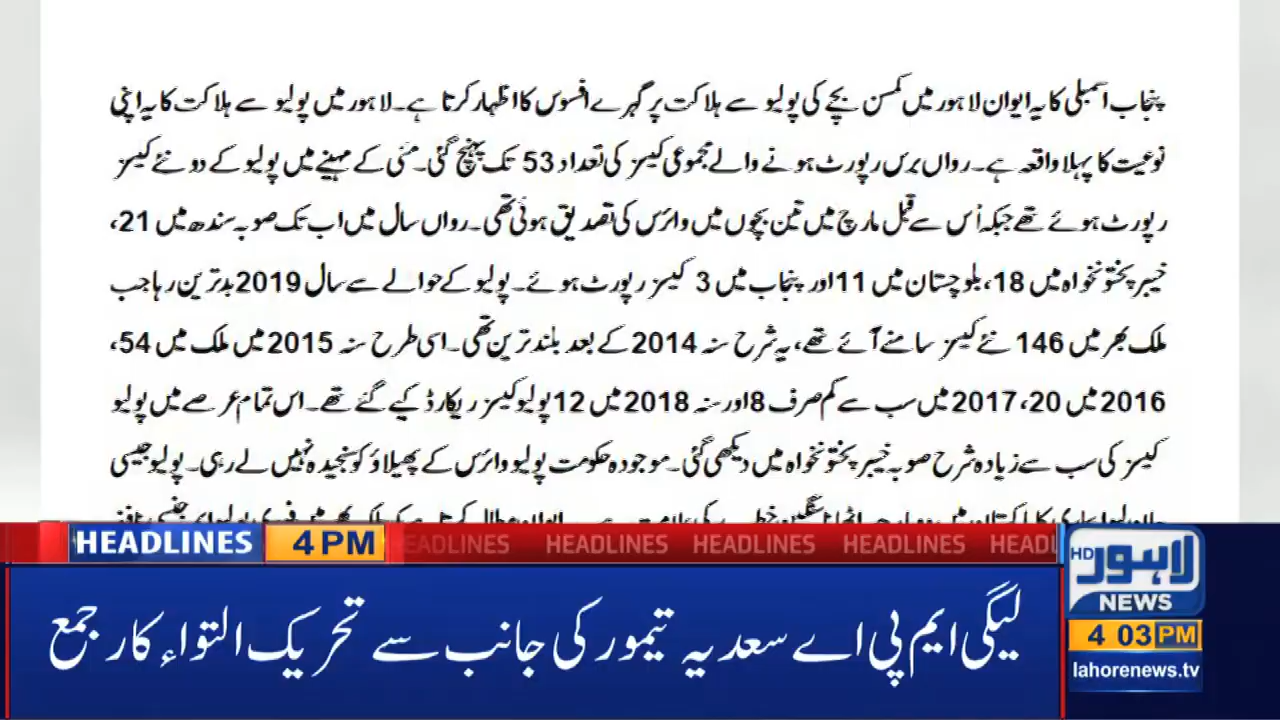 پنجاب اسمبلی کا یہ ایوان لاہور میں کمسن بچے کی پولیو سے ہلاکت پر گہرے افسوس کا اظہار کرتا ہے۔ لاہور میں پولیو سے ہلاکت کا یہ اپنی
نوعیت کا پہلا واقعہ ہے۔ رواں برس رپورٹ ہونے والے مجموعی کیسز کی تعداد 53 تک پہنچ گئی۔ مئی کے مہینے میں پولیو کے دو نئے کیسز
رپورٹ ہوئے تھے جبکہ اُس سے قبل مارچ میں تین بچوں میں وائرس کی تصدیق ہوئی تھی۔ رواں سال میں اب تک صوبہ سندھ میں 21،
خیبر پختونخواہ میں 18، بلوچستان میں 11 اور پنجاب میں 3 کیسز رپورٹ ہوئے۔ پولیو کے حوالے سے سال 2019 بدترین رہا جب
ملک بھر میں 146 نئے کیسز سامنے آئے تھے، یہ شرح سنہ 2014 کے بعد بلند ترین تھی۔ اسی طرح سنہ 2015 میں ملک میں 54،
2016 میں 20، 2017 میں سب سے کم صرف 8 اور سنہ 2018 میں 12 پولیو کیسز ریکارڈ کیے گئے تھے۔ اس تمام عرصے میں پولیو
کیسز کی سب سے زیادہ شرح صوبہ خیبر پختونخواہ میں دیکھی گئی۔ موجودہ حکومت پولیو وائرس کے پھیلاؤ کو سنجیدہ نہیں لے رہی۔ پولیو جیسی
HEADLINES 4 PM HEADLINES HEADLINES HEADLINES HEADLINES HEADL
HD لاہور
NEWS
4 03 PM
lahorenews.tv
لیگی ایم پی اے سعدیہ تیمور کی جانب سے تحریک التواء کار جمع